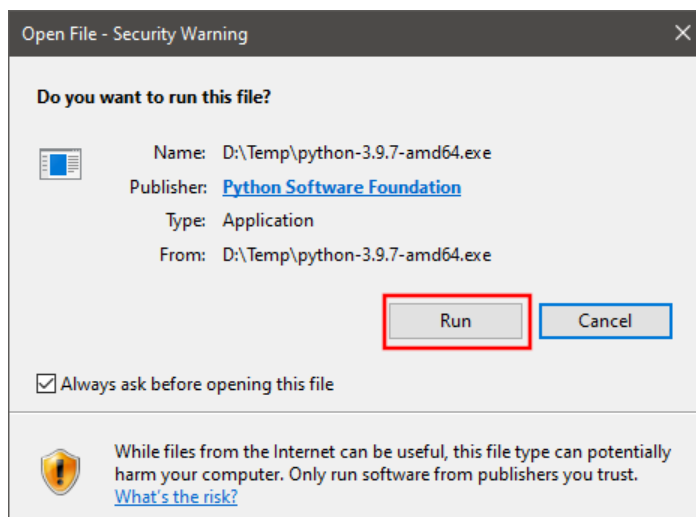 Open File - Security Warning
Do you want to run this file?
Name: D:\Temp\python-3.9.7-amd64.exe
Publisher: Python Software Foundation
Type: Application
From: D:\Temp\python-3.9.7-amd64.exe
Run Cancel
Always ask before opening this file
While files from the Internet can be useful, this file type can potentially
harm your computer. Only run software from publishers you trust.
What's the risk?